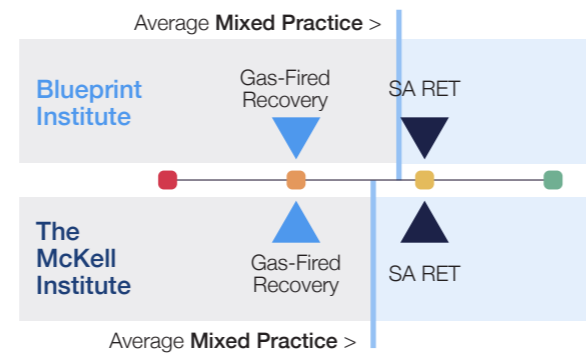 Average Mixed Practice >
Blueprint
Institute
Gas-Fired
Recovery
SA RET
The
McKell
Institute
Gas-Fired
Recovery
SA RET
Average Mixed Practice >